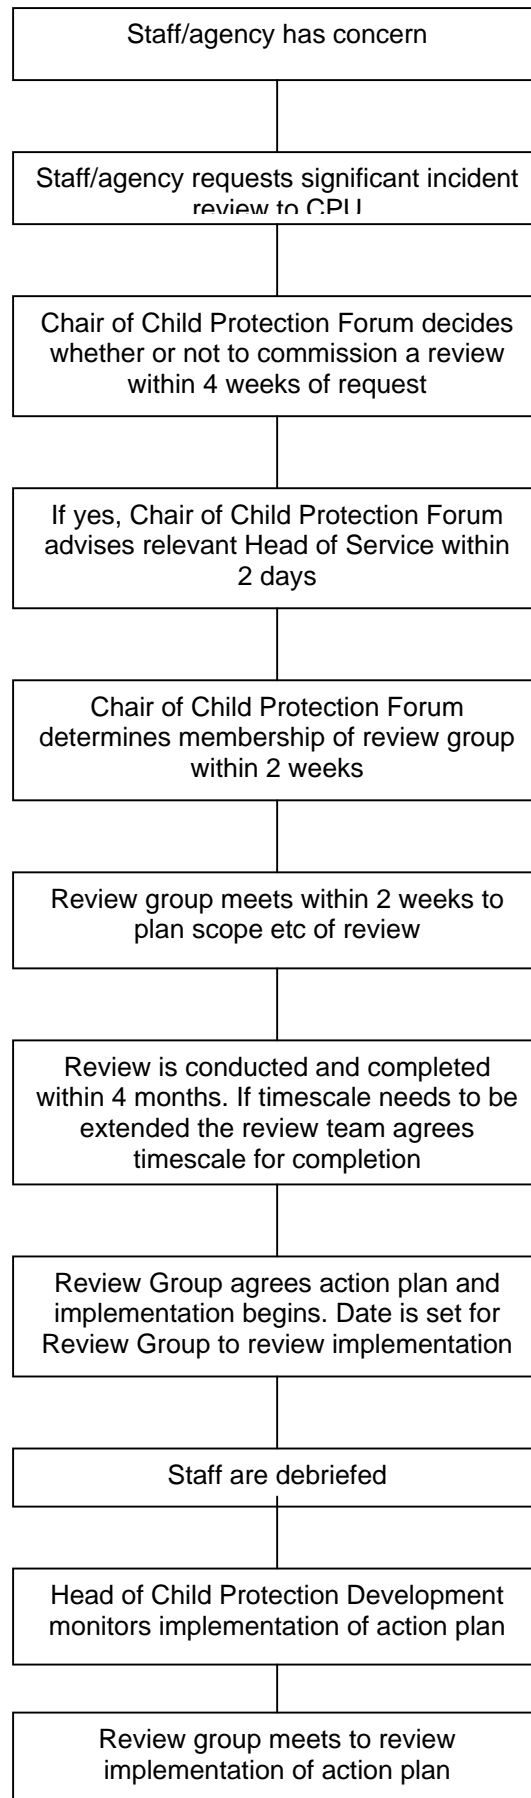 Staff/agency has concern
Staff/agency requests significant incident
review to CPU
Chair of Child Protection Forum decides
whether or not to commission a review
within 4 weeks of request
If yes, Chair of Child Protection Forum
advises relevant Head of Service within
2 days
Chair of Child Protection Forum
determines membership of review group
within 2 weeks
Review group meets within 2 weeks to
plan scope etc of review
Review is conducted and completed
within 4 months. If timescale needs to be
extended the review team agrees
timescale for completion
Review Group agrees action plan and
implementation begins. Date is set for
Review Group to review implementation
Staff are debriefed
Head of Child Protection Development
monitors implementation of action plan
Review group meets to review
implementation of action plan